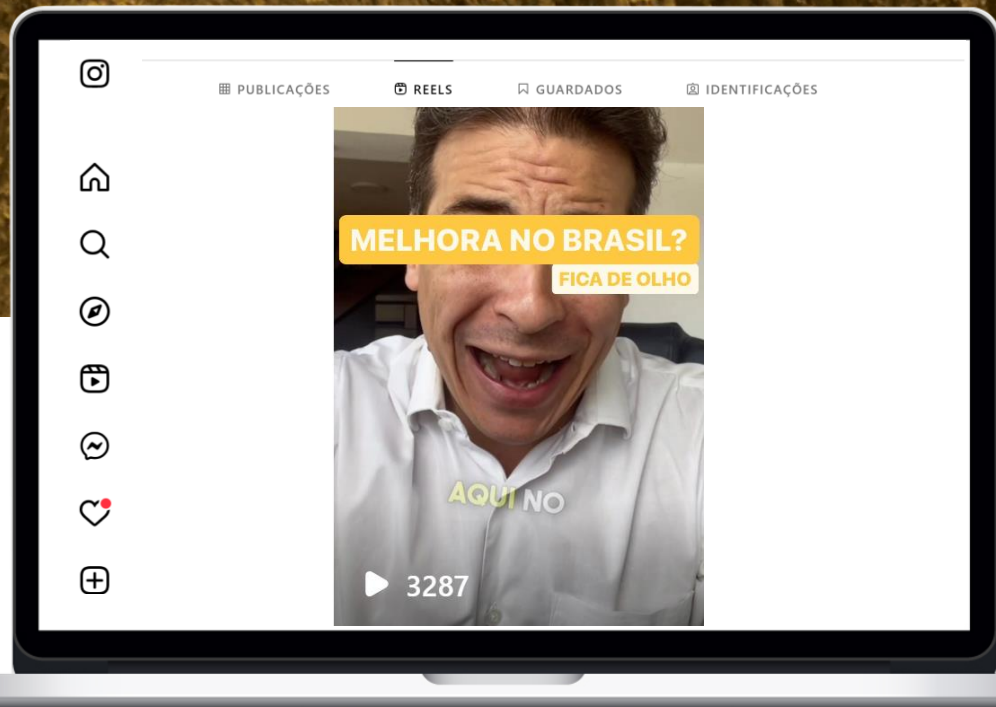 PUBLICAÇÕES REELS GUARDADOS IDENTIFICAÇÕES
MELHORA NO BRASIL?
FICA DE OLHO
AQUI NO
3287